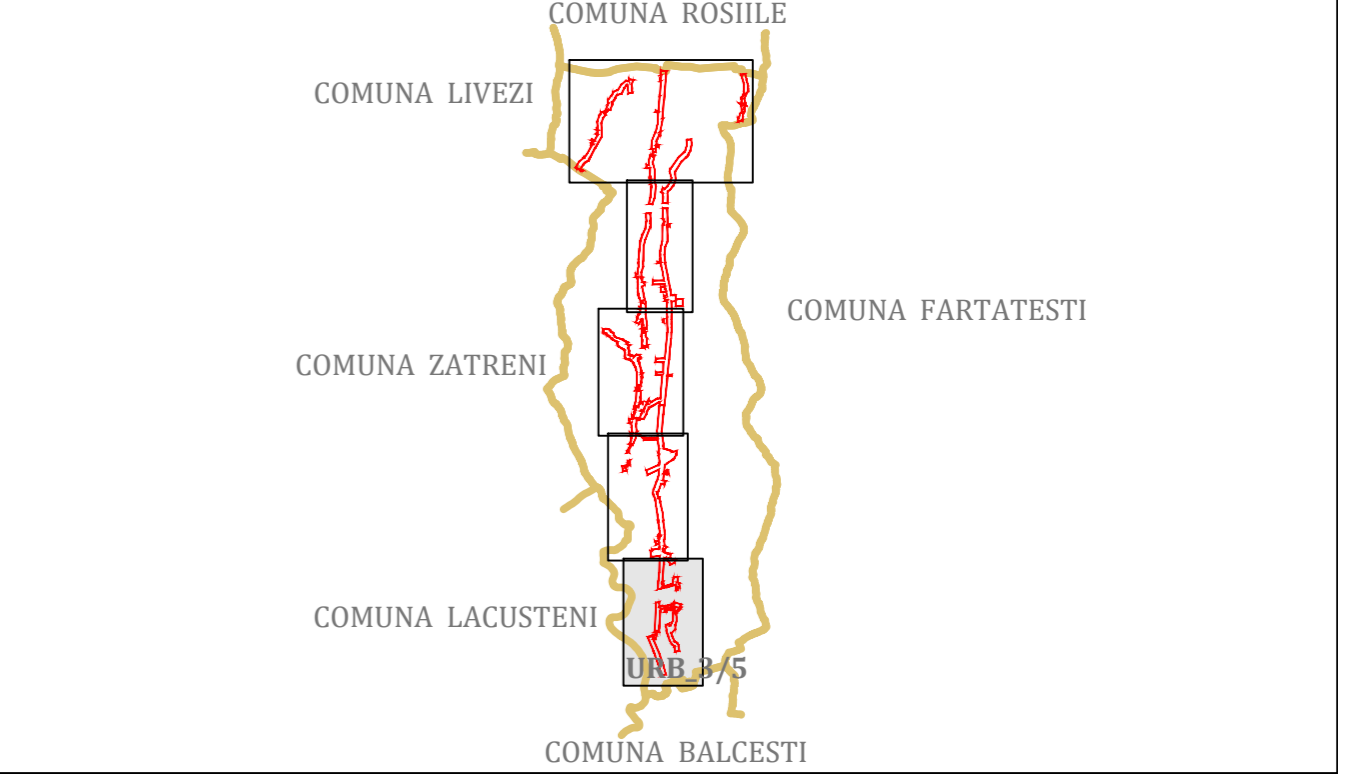 COMUNA ROSIILE
COMUNA LIVEZI
COMUNA FARTATESTI
COMUNA ZATRENI
COMUNA LACUSTENI
URB_3/5
COMUNA BALCESTI